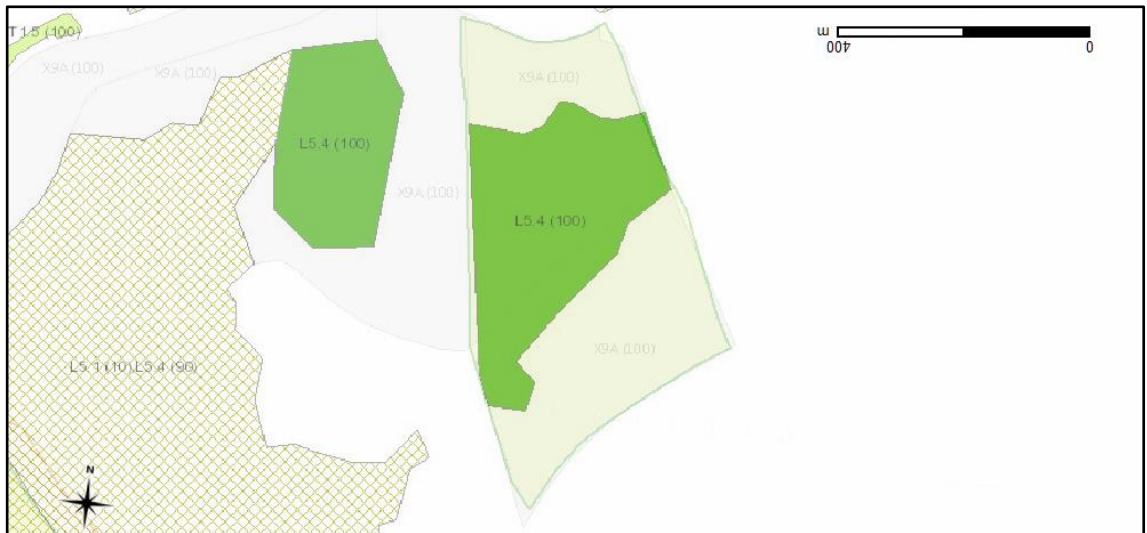 T 1.5 (100)
X9A (100)
X9A (100)
X9A (100)
L5.4 (100)
X9A (100)
L5.4 (100)
X9A (100)
L5.1 (10),L5.4 (90)
N
m
400
0